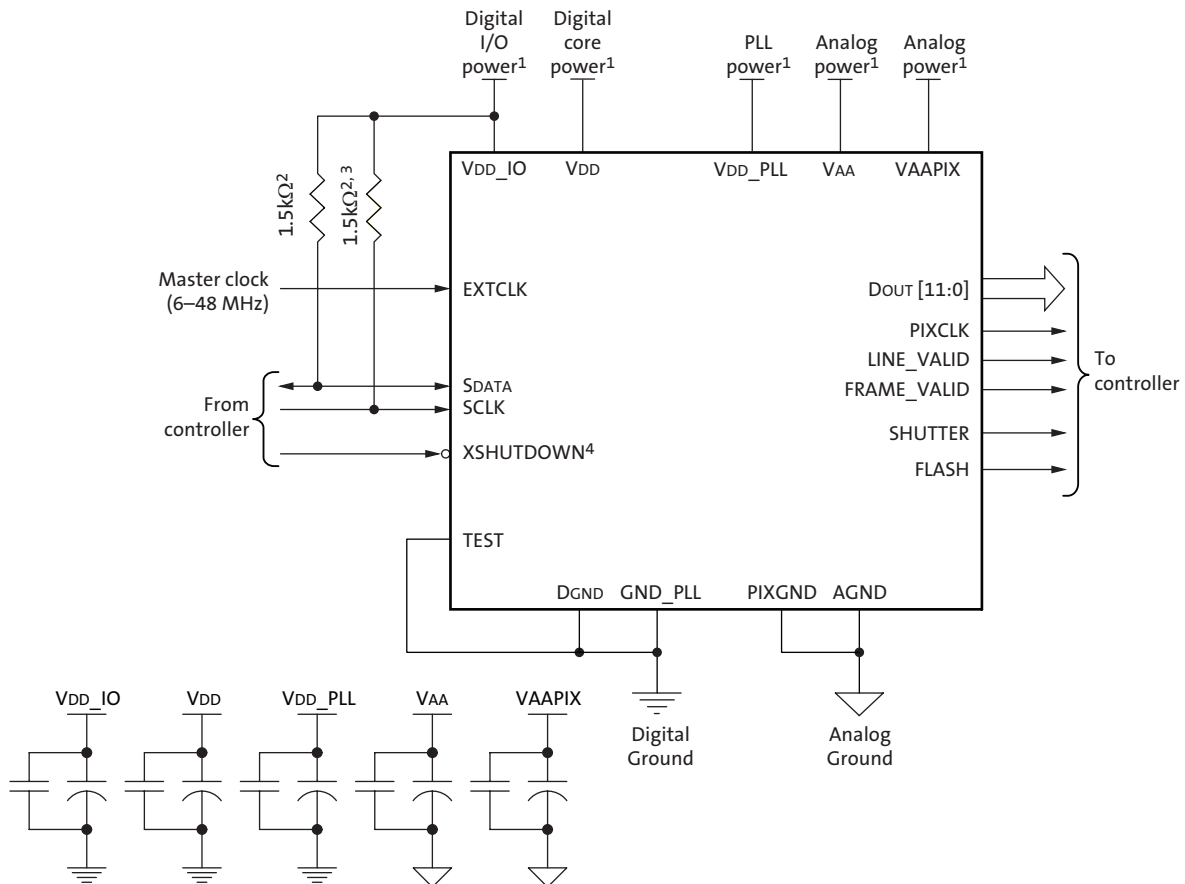 Digital
I/O
power1
Digital
core
power1
PLL
power1
Analog
power1
Analog
power1
VDD_IO
VDD
VDD_PLL
VAA
VAAPIX
1.5kΩ2
1.5kΩ2, 3
Master clock
(6–48 MHz)
EXTCLK
SDATA
SCLK
XSHUTDOWN4
From
controller
TEST
DOUT [11:0]
PIXCLK
LINE_VALID
FRAME_VALID
SHUTTER
FLASH
To
controller
DGND
GND_PLL
PIXGND
AGND
Digital
Ground
Analog
Ground
VDD_IO
VDD
VDD_PLL
VAA
VAAPIX